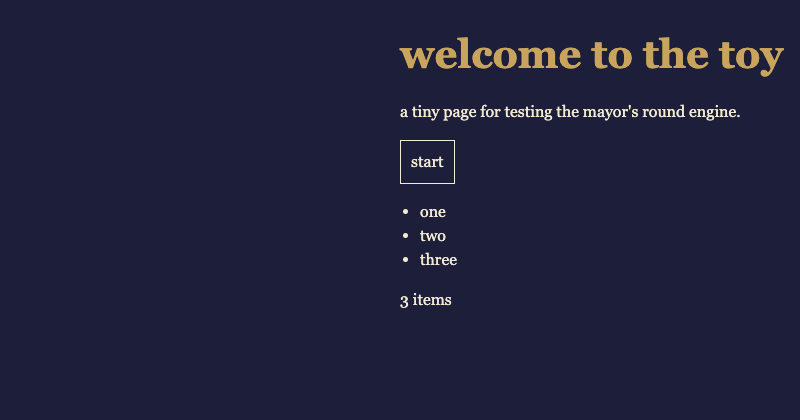 welcome to the toy
a tiny page for testing the mayor's round engine.
start
one
two
three
3 items